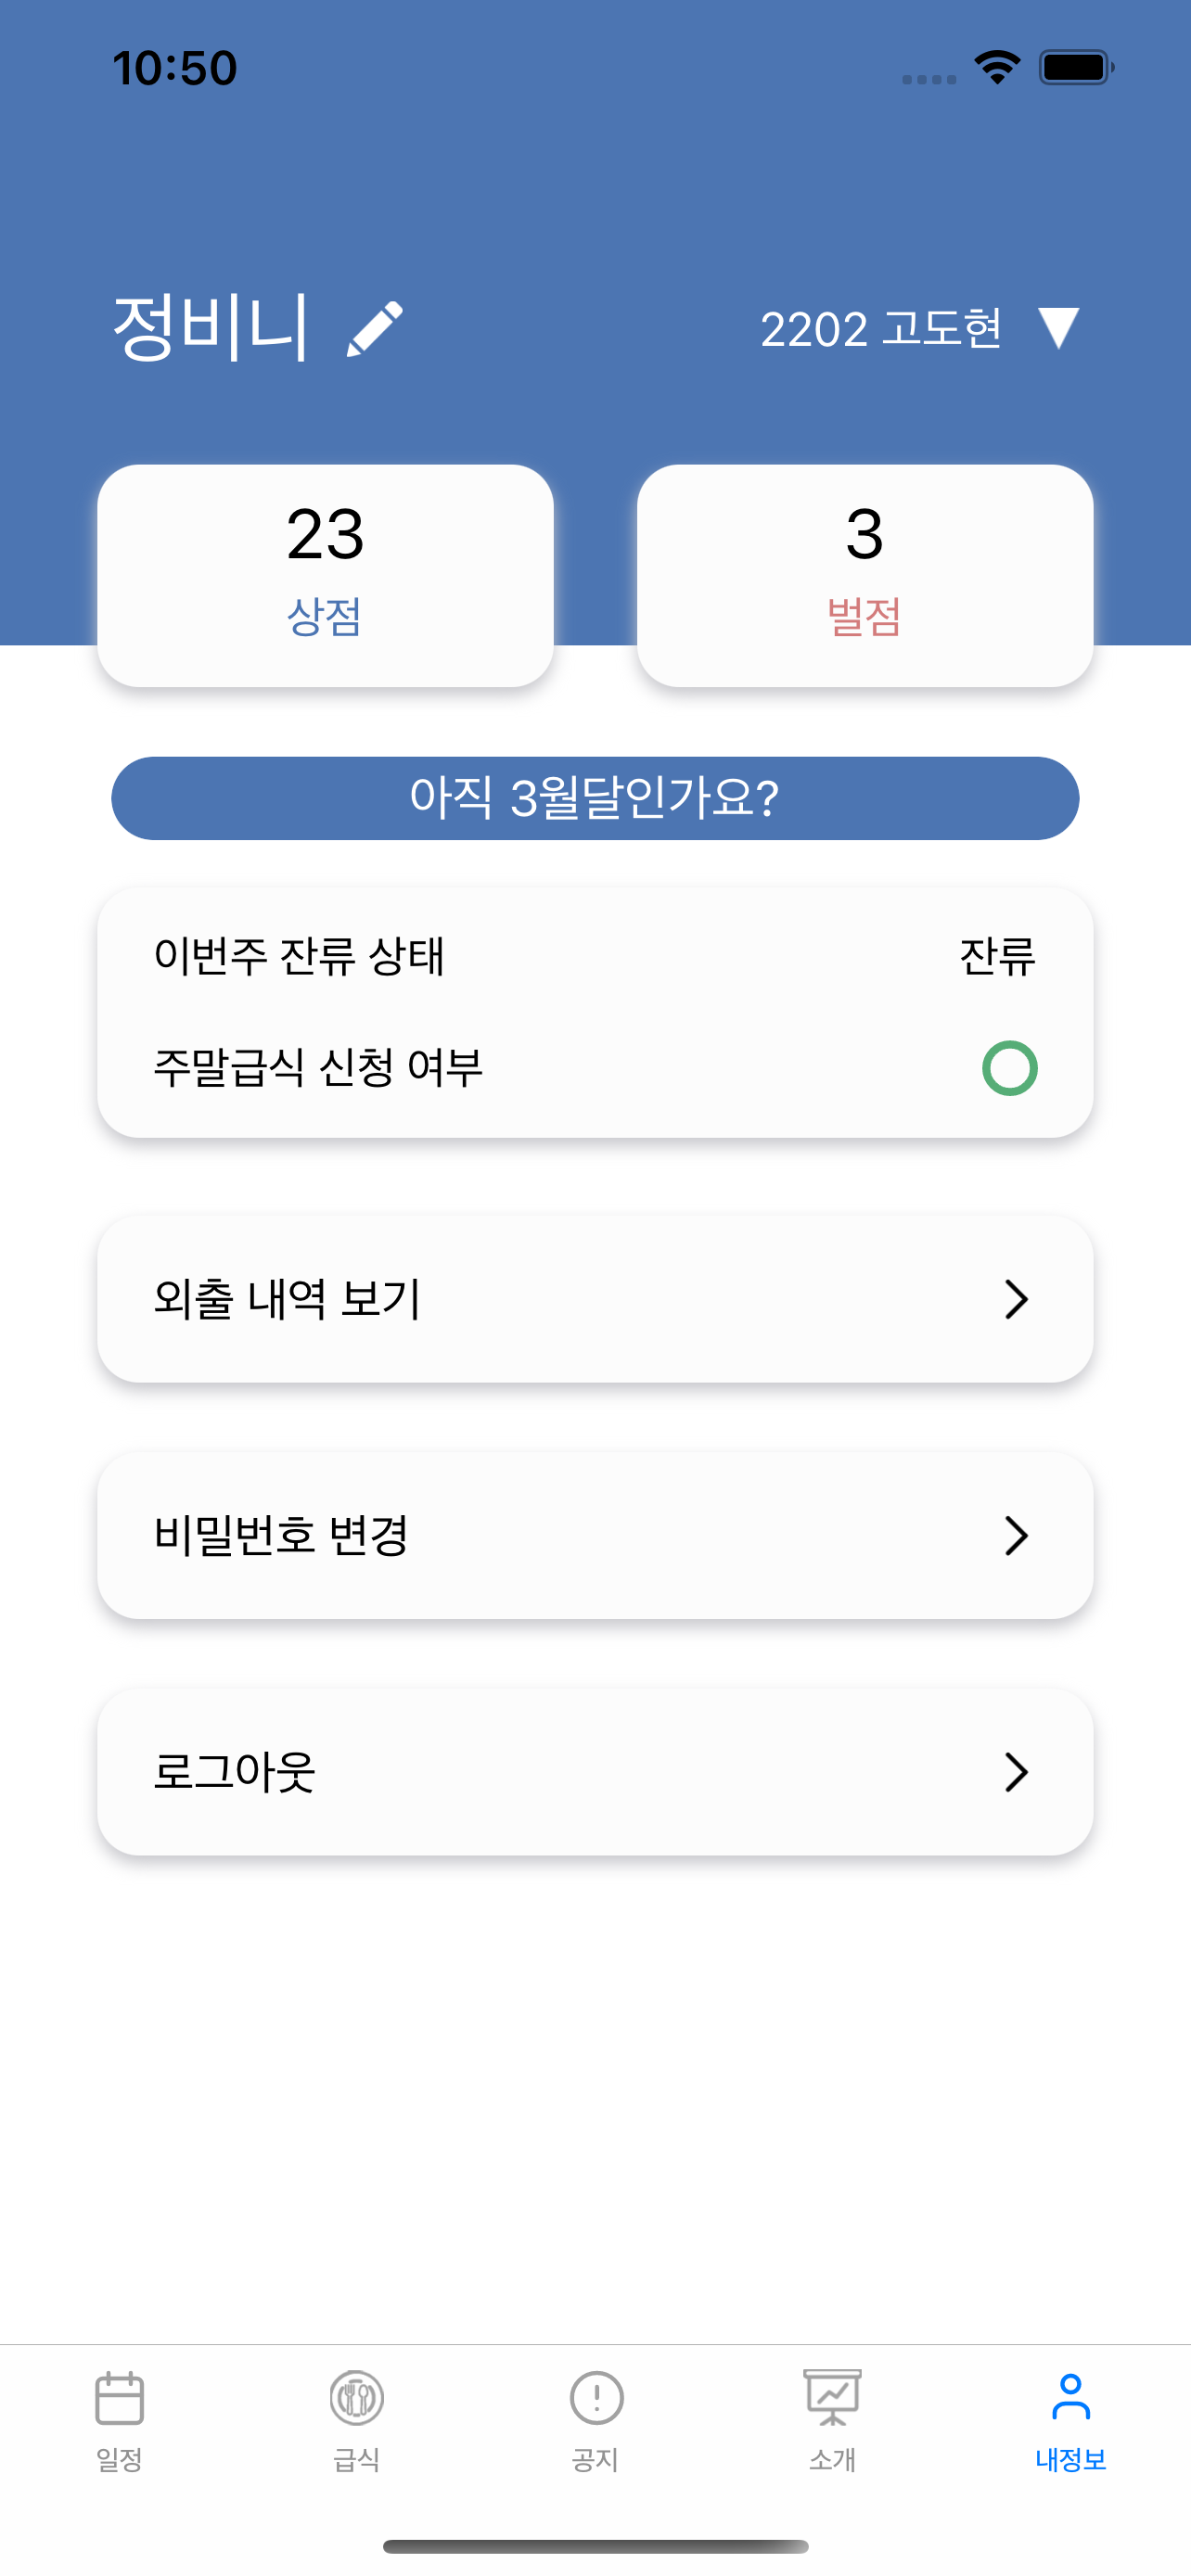 10:50
정비니
2202 고도현
23
상점
3
벌점
아직 3월달인가요?
이번주 잔류 상태
잔류
주말급식 신청 여부
외출 내역 보기
비밀번호 변경
로그아웃
일정
급식
공지
소개
내정보